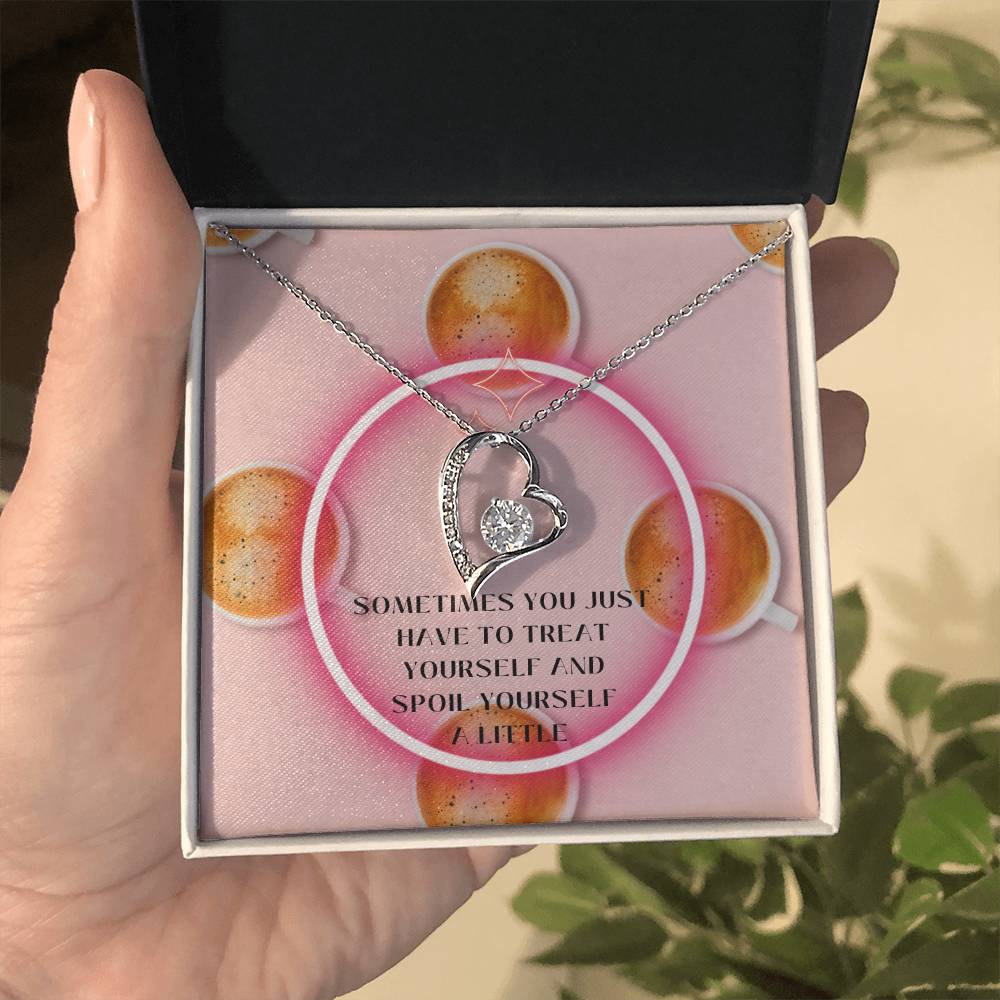 SOMETIMES YOU JUST
HAVE TO TREAT
YOURSELF AND
SPOIL YOURSELF
A LITTLE